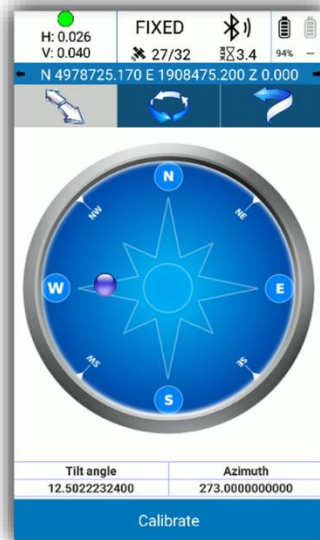 H: 0.026
V: 0.040
FIXED
27/32
RTK 3.4
94%
–
N 4978725.170 E 1908475.200 Z 0.000
N
NW
NE
W
E
SW
SE
S
Tilt angle
Azimuth
12.5022232400
273.0000000000
Calibrate